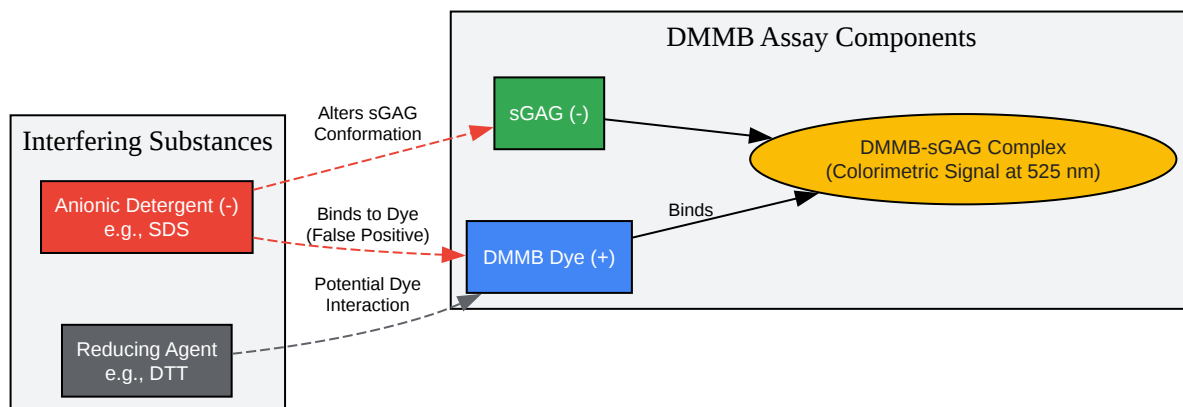 DMMB Assay Components
Interfering Substances
Alters sGAG
Conformation
sGAG (-)
DMMB-sGAG Complex
(Colorimetric Signal at 525 nm)
Anionic Detergent (-)
e.g., SDS
Binds to Dye
(False Positive)
Binds
DMMB Dye (+)
Potential Dye
Interaction
Reducing Agent
e.g., DTT